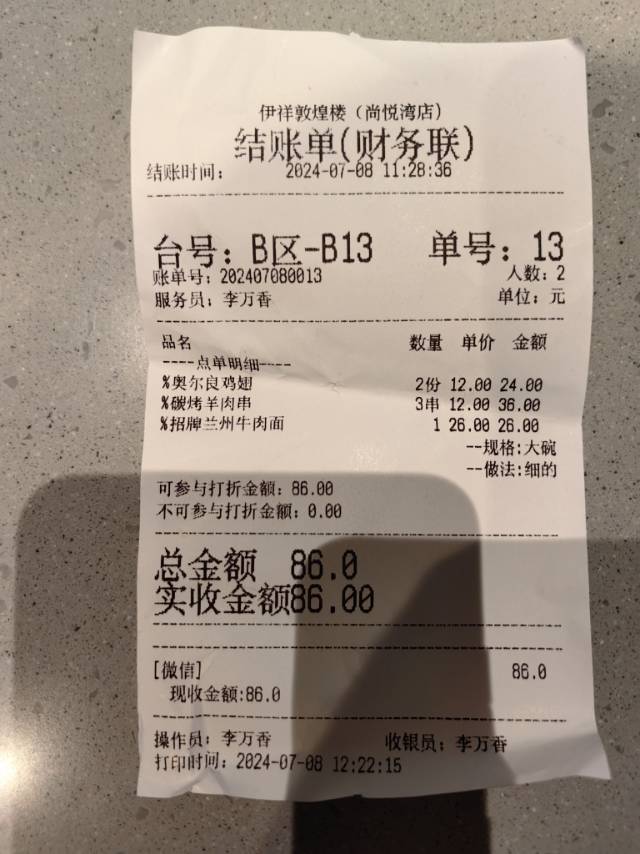 伊祥敦煌楼（尚悦湾店）
结账单(财务联)
结账时间： 2024-07-08 11:28:36
台号：B区-B13 单号：13
账单号：202407080013 人数：2
服务员：李万香 单位：元
品名 数量 单价 金额
----点单明细----
%奥尔良鸡翅 2份 12.00 24.00
%碳烤羊肉串 3串 12.00 36.00
%招牌兰州牛肉面 1 26.00 26.00
--规格:大碗
--做法:细的
可参与打折金额：86.00
不可参与打折金额：0.00
总金额 86.0
实收金额86.00
[微信] 86.0
现收金额:86.0
操作员：李万香 收银员：李万香
打印时间：2024-07-08 12:22:15